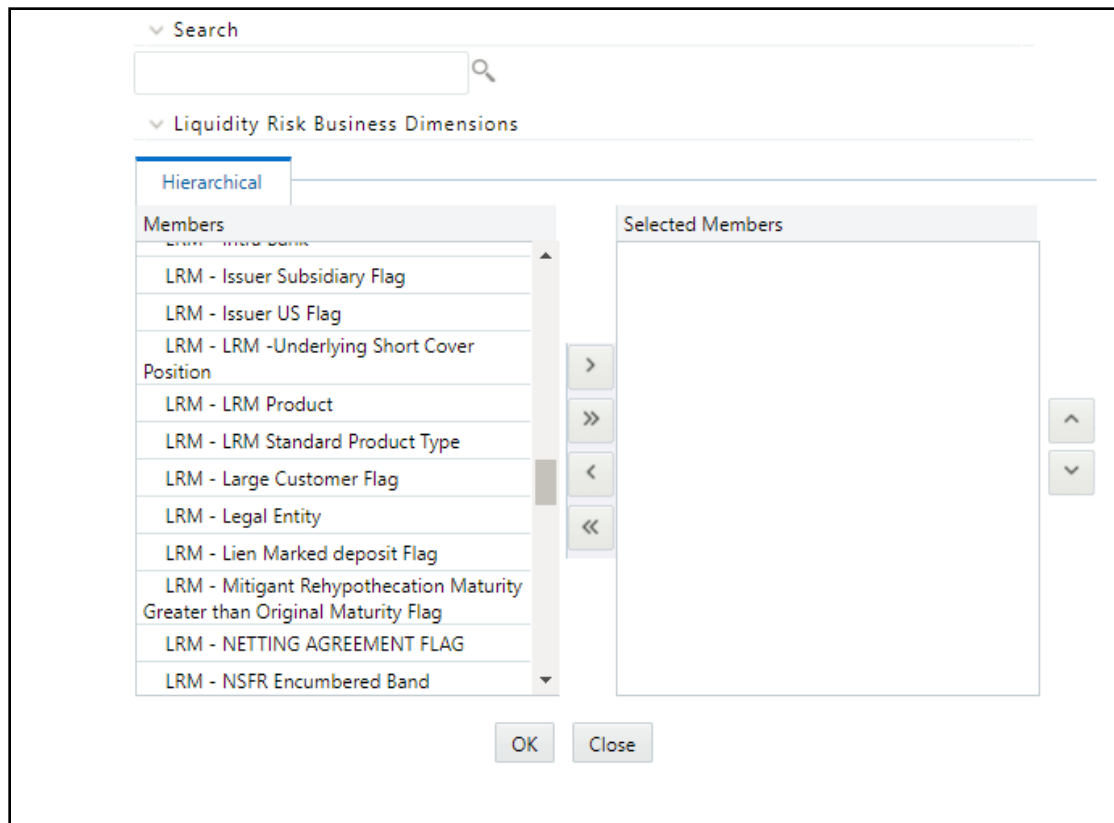 Search
Liquidity Risk Business Dimensions
Hierarchical
Members
Selected Members
LRM - Intra Bank
LRM - Issuer Subsidiary Flag
LRM - Issuer US Flag
LRM - LRM -Underlying Short Cover
Position
LRM - LRM Product
LRM - LRM Standard Product Type
LRM - Large Customer Flag
LRM - Legal Entity
LRM - Lien Marked deposit Flag
LRM - Mitigant Rehypothecation Maturity
Greater than Original Maturity Flag
LRM - NETTING AGREEMENT FLAG
LRM - NSFR Encumbered Band
OK
Close